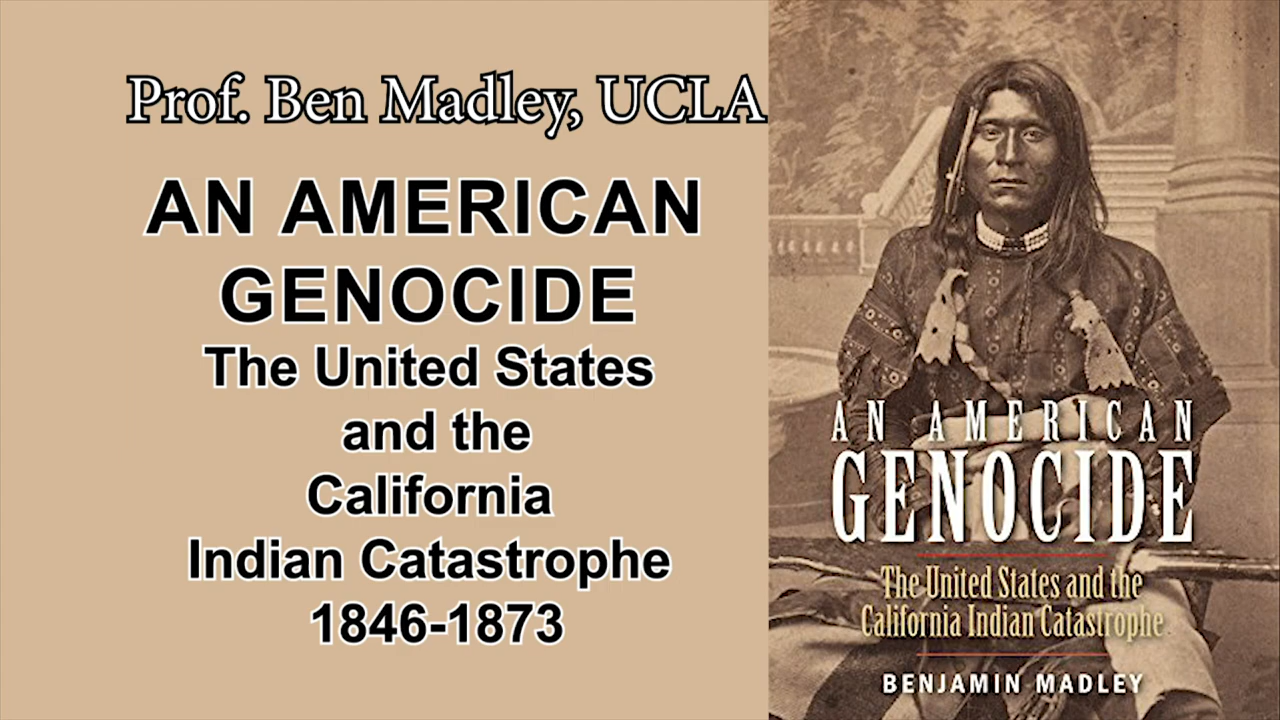 Prof. Ben Madley, UCLA
AN AMERICAN
GENOCIDE
The United States
and the
California
Indian Catastrophe
1846-1873
AN AMERICAN
GENOCIDE
The United States and the
California Indian Catastrophe
BENJAMIN MADLEY